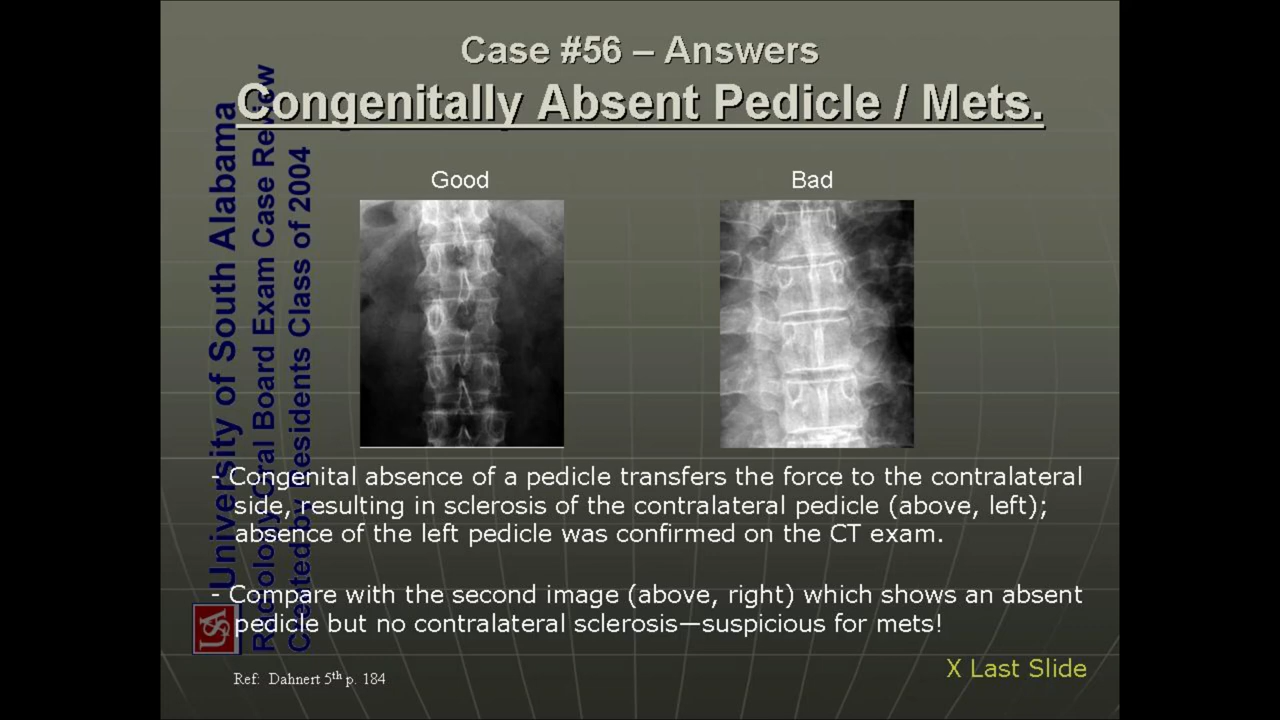 Case #56 – Answers
Congenitally Absent Pedicle / Mets.
Good
Bad
- Congenital absence of a pedicle transfers the force to the contralateral
side, resulting in sclerosis of the contralateral pedicle (above, left);
absence of the left pedicle was confirmed on the CT exam.
- Compare with the second image (above, right) which shows an absent
pedicle but no contralateral sclerosis—suspicious for mets!
Ref: Dahnert 5th p. 184
X Last Slide
University of South Alabama
Radiology Oral Board Exam Case Review
Created by Residents Class of 2004
USA